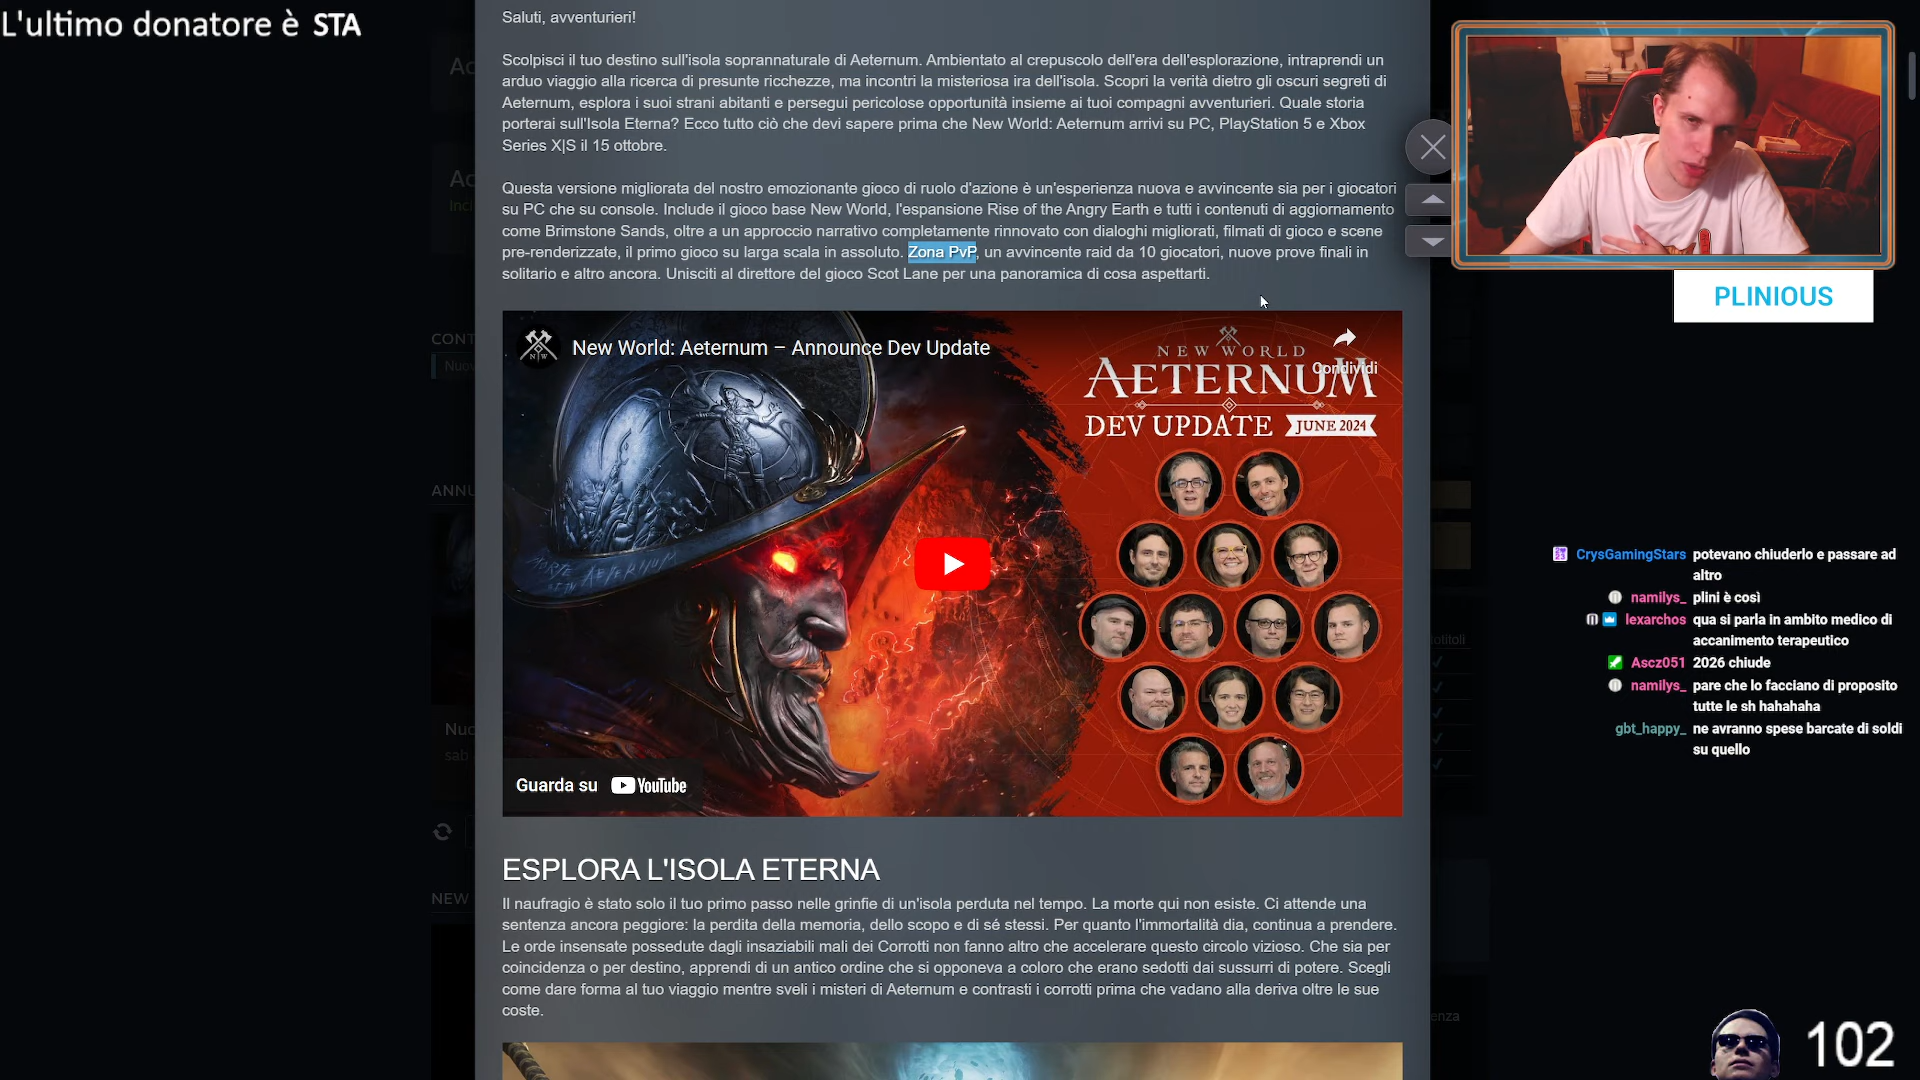 L'ultimo donatore è STA
Saluti, avventurieri!
Scolpisci il tuo destino sull'isola soprannaturale di Aeternum. Ambientato al crepuscolo dell'era dell'esplorazione, intraprendi un
arduo viaggio alla ricerca di presunte ricchezze, ma incontri la misteriosa ira dell'isola. Scopri la verità dietro gli oscuri segreti di
Aeternum, esplora i suoi strani abitanti e persegui pericolose opportunità insieme ai tuoi compagni avventurieri. Quale storia
porterai sull'Isola Eterna? Ecco tutto ciò che devi sapere prima che New World: Aeternum arrivi su PC, PlayStation 5 e Xbox
Series X|S il 15 ottobre.
Questa versione migliorata del nostro emozionante gioco di ruolo d'azione è un'esperienza nuova e avvincente sia per i giocatori
su PC che su console. Include il gioco base New World, l'espansione Rise of the Angry Earth e tutti i contenuti di aggiornamento
come Brimstone Sands, oltre a un approccio narrativo completamente rinnovato con dialoghi migliorati, filmati di gioco e scene
pre-renderizzate, il primo gioco su larga scala in assoluto. Zona PvP, un avvincente raid da 10 giocatori, nuove prove finali in
solitario e altro ancora. Unisciti al direttore del gioco Scot Lane per una panoramica di cosa aspettarti.
New World: Aeternum – Announce Dev Update
Condividi
NEW WORLD
AETERNUM
DEV UPDATE JUNE 2024
Guarda su YouTube
ESPLORA L'ISOLA ETERNA
Il naufragio è stato solo il tuo primo passo nelle grinfie di un'isola perduta nel tempo. La morte qui non esiste. Ci attende una
sentenza ancora peggiore: la perdita della memoria, dello scopo e di sé stessi. Per quanto l'immortalità dia, continua a prendere.
Le orde insensate possedute dagli insaziabili mali dei Corrotti non fanno altro che accelerare questo circolo vizioso. Che sia per
coincidenza o per destino, apprendi di un antico ordine che si opponeva a coloro che erano sedotti dai sussurri di potere. Scegli
come dare forma al tuo viaggio mentre sveli i misteri di Aeternum e contrasti i corrotti prima che vadano alla deriva oltre le sue
coste.
PLINIOUS
CrysGamingStars potevano chiuderlo e passare ad
altro
namilys_ plini è così
lexarchos qua si parla in ambito medico di
accanimento terapeutico
Ascz051 2026 chiude
namilys_ pare che lo facciano di proposito
tutte le sh hahahaha
gbt_happy_ ne avranno spese barcate di soldi
su quello
102
CONT
ANNU
NEW